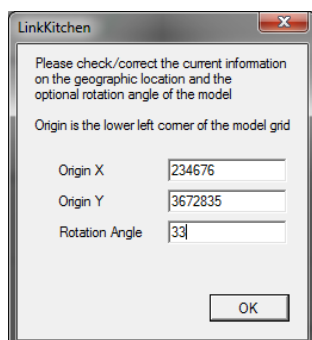 LinkKitchen
Please check/correct the current information
on the geographic location and the
optional rotation angle of the model
Origin is the lower left corner of the model grid
Origin X 234676
Origin Y 3672835
Rotation Angle 33
OK